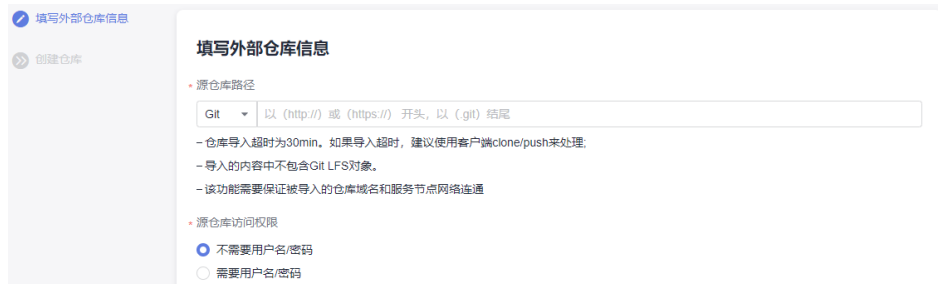 填写外部仓库信息
创建仓库
填写外部仓库信息
* 源仓库路径
Git 以（http://）或（https://）开头，以（.git）结尾
– 仓库导入超时为30min。如果导入超时，建议使用客户端clone/push来处理;
– 导入的内容中不包含Git LFS对象。
– 该功能需要保证被导入的仓库域名和服务节点网络连通
* 源仓库访问权限
不需要用户名/密码
需要用户名/密码